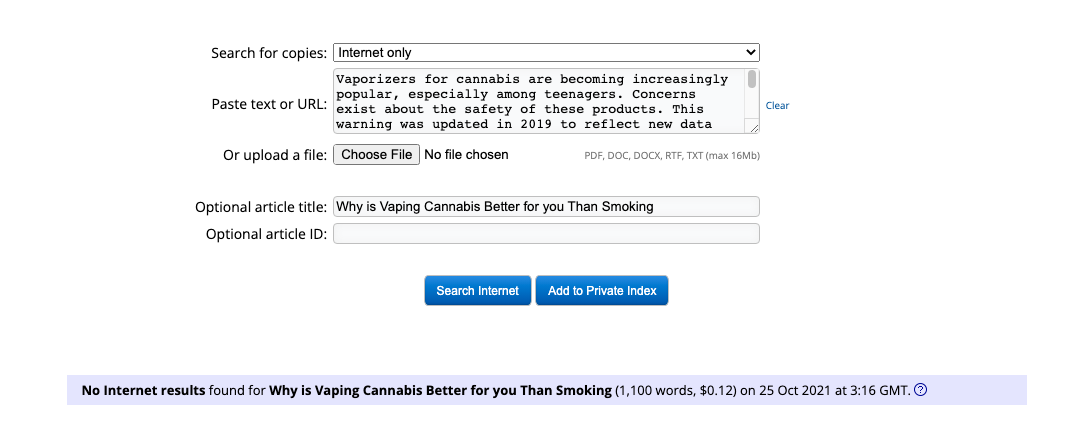 Search for copies: Internet only
Paste text or URL: Vaporizers for cannabis are becoming increasingly
popular, especially among teenagers. Concerns
exist about the safety of these products. This
warning was updated in 2019 to reflect new data
Clear
Or upload a file: Choose File No file chosen PDF, DOC, DOCX, RTF, TXT (max 16Mb)
Optional article title: Why is Vaping Cannabis Better for you Than Smoking
Optional article ID:
Search Internet Add to Private Index
No Internet results found for Why is Vaping Cannabis Better for you Than Smoking (1,100 words, $0.12) on 25 Oct 2021 at 3:16 GMT. ?